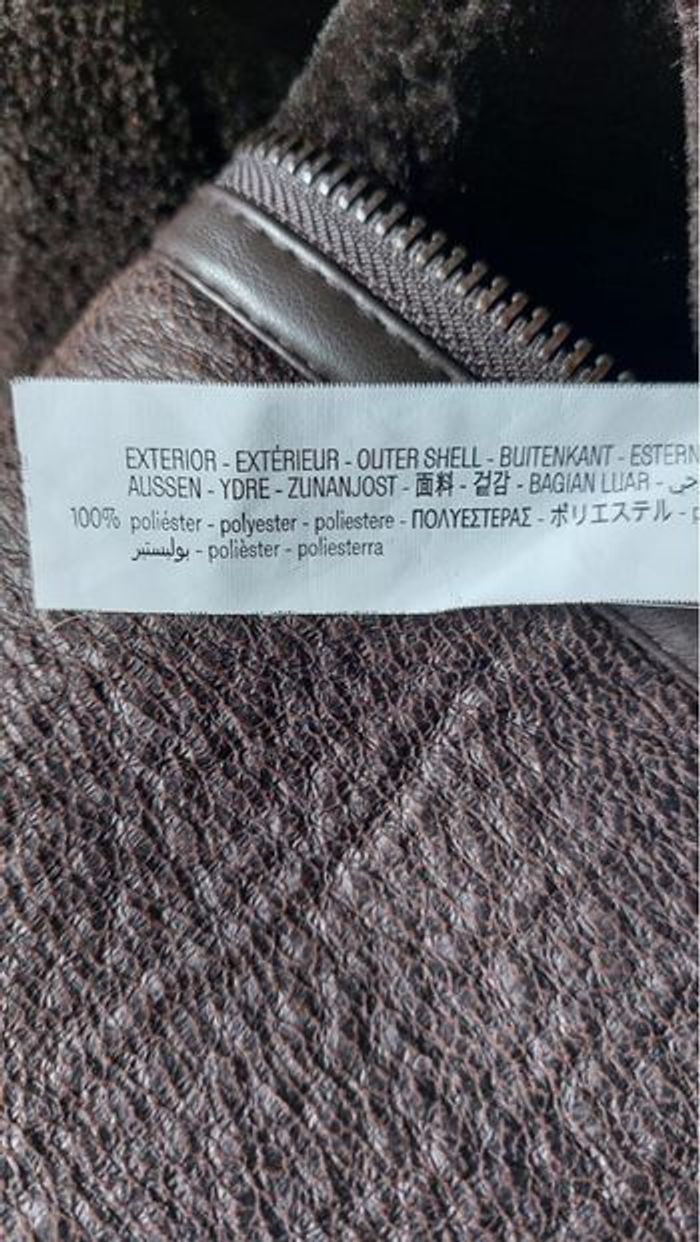 EXTERIOR - EXTÉRIEUR - OUTER SHELL - BUITENKANT - ESTERN
AUSSEN - YDRE - ZUNANJOST - 面料 - 겉감 - BAGIAN LUAR -
100% poliéster - polyester - poliestere - ΠΟΛΥΕΣΤΕΡΑΣ - ポリエステル -
بوليستير - polièster - poliesterra